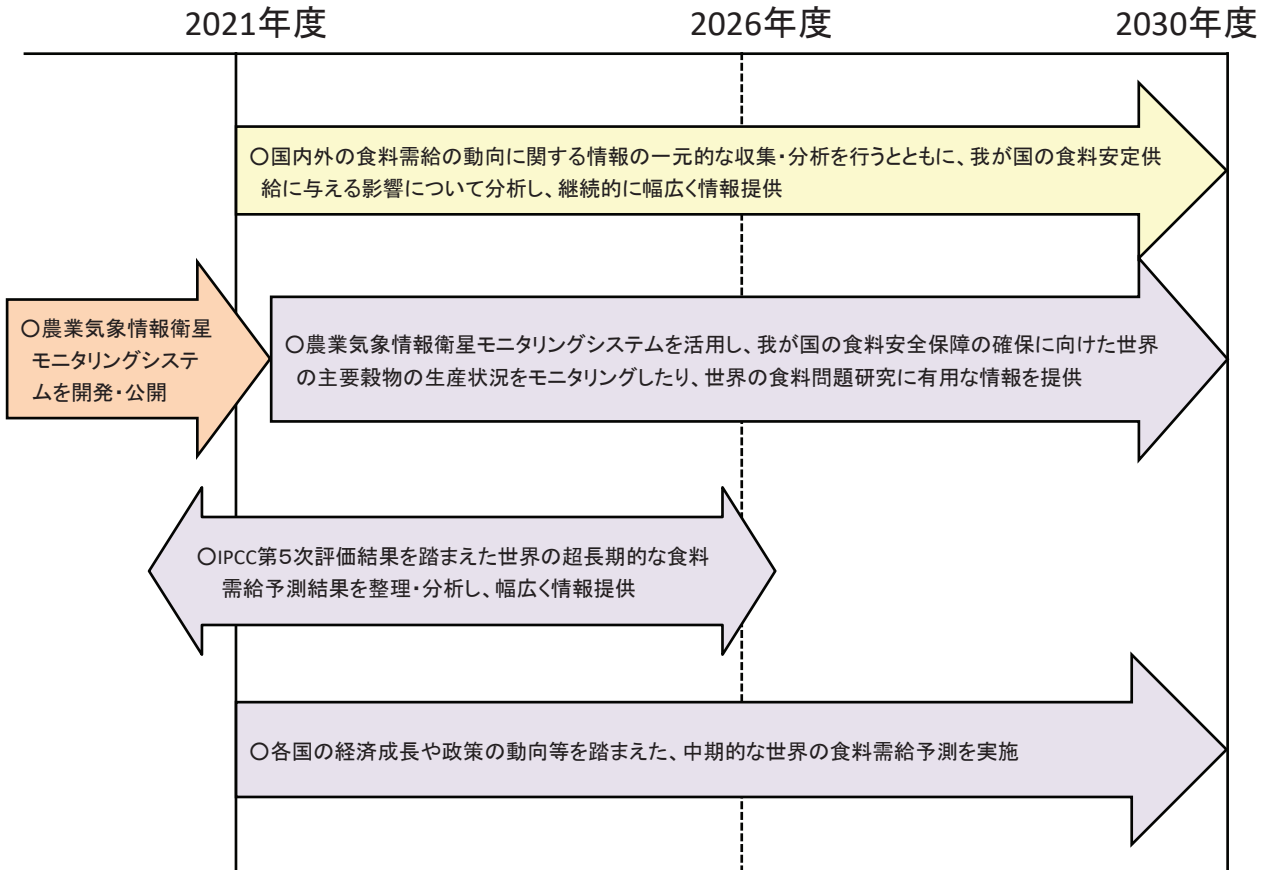 2021年度 2026年度 2030年度
〇国内外の食料需給の動向に関する情報の一元的な収集・分析を行うとともに、我が国の食料安定供
給に与える影響について分析し、継続的に幅広く情報提供
〇農業気象情報衛星
モニタリングシステ
ムを開発・公開
〇農業気象情報衛星モニタリングシステムを活用し、我が国の食料安全保障の確保に向けた世界
の主要穀物の生産状況をモニタリングしたり、世界の食料問題研究に有用な情報を提供
〇IPCC第5次評価結果を踏まえた世界の超長期的な食料
需給予測結果を整理・分析し、幅広く情報提供
〇各国の経済成長や政策の動向等を踏まえた、中期的な世界の食料需給予測を実施